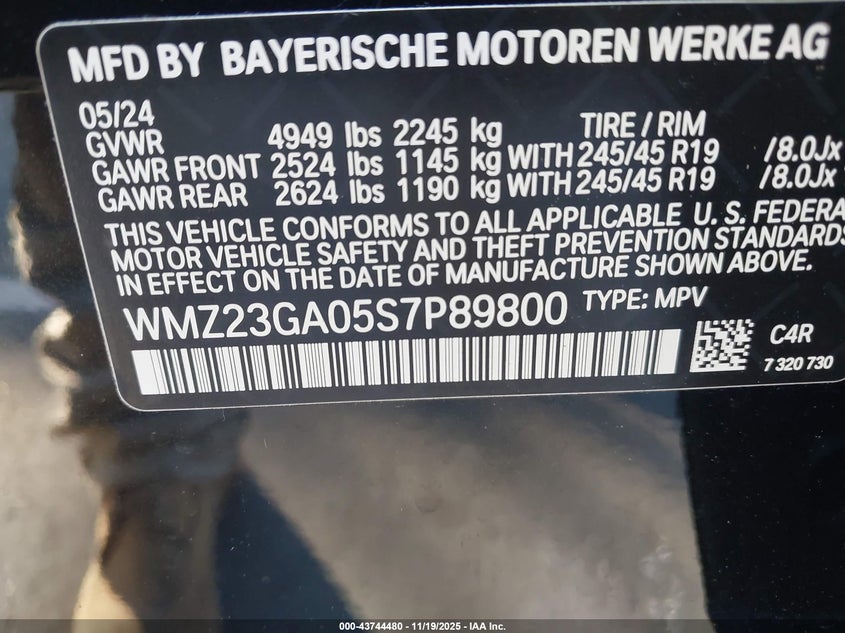 MFD BY BAYERISCHE MOTOREN WERKE AG
05/24
GVWR 4949 lbs 2245 kg TIRE / RIM
GAWR FRONT 2524 lbs 1145 kg WITH 245/45 R19 /8.0Jx
GAWR REAR 2624 lbs 1190 kg WITH 245/45 R19 /8.0Jx
THIS VEHICLE CONFORMS TO ALL APPLICABLE U. S. FEDERA
MOTOR VEHICLE SAFETY AND THEFT PREVENTION STANDARDS
IN EFFECT ON THE DATE OF MANUFACTURE SHOWN ABOVE.
WMZ23GA05S7P89800 TYPE: MPV
C4R
7 320 730
000-43744480 - 11/19/2025 - IAA Inc.